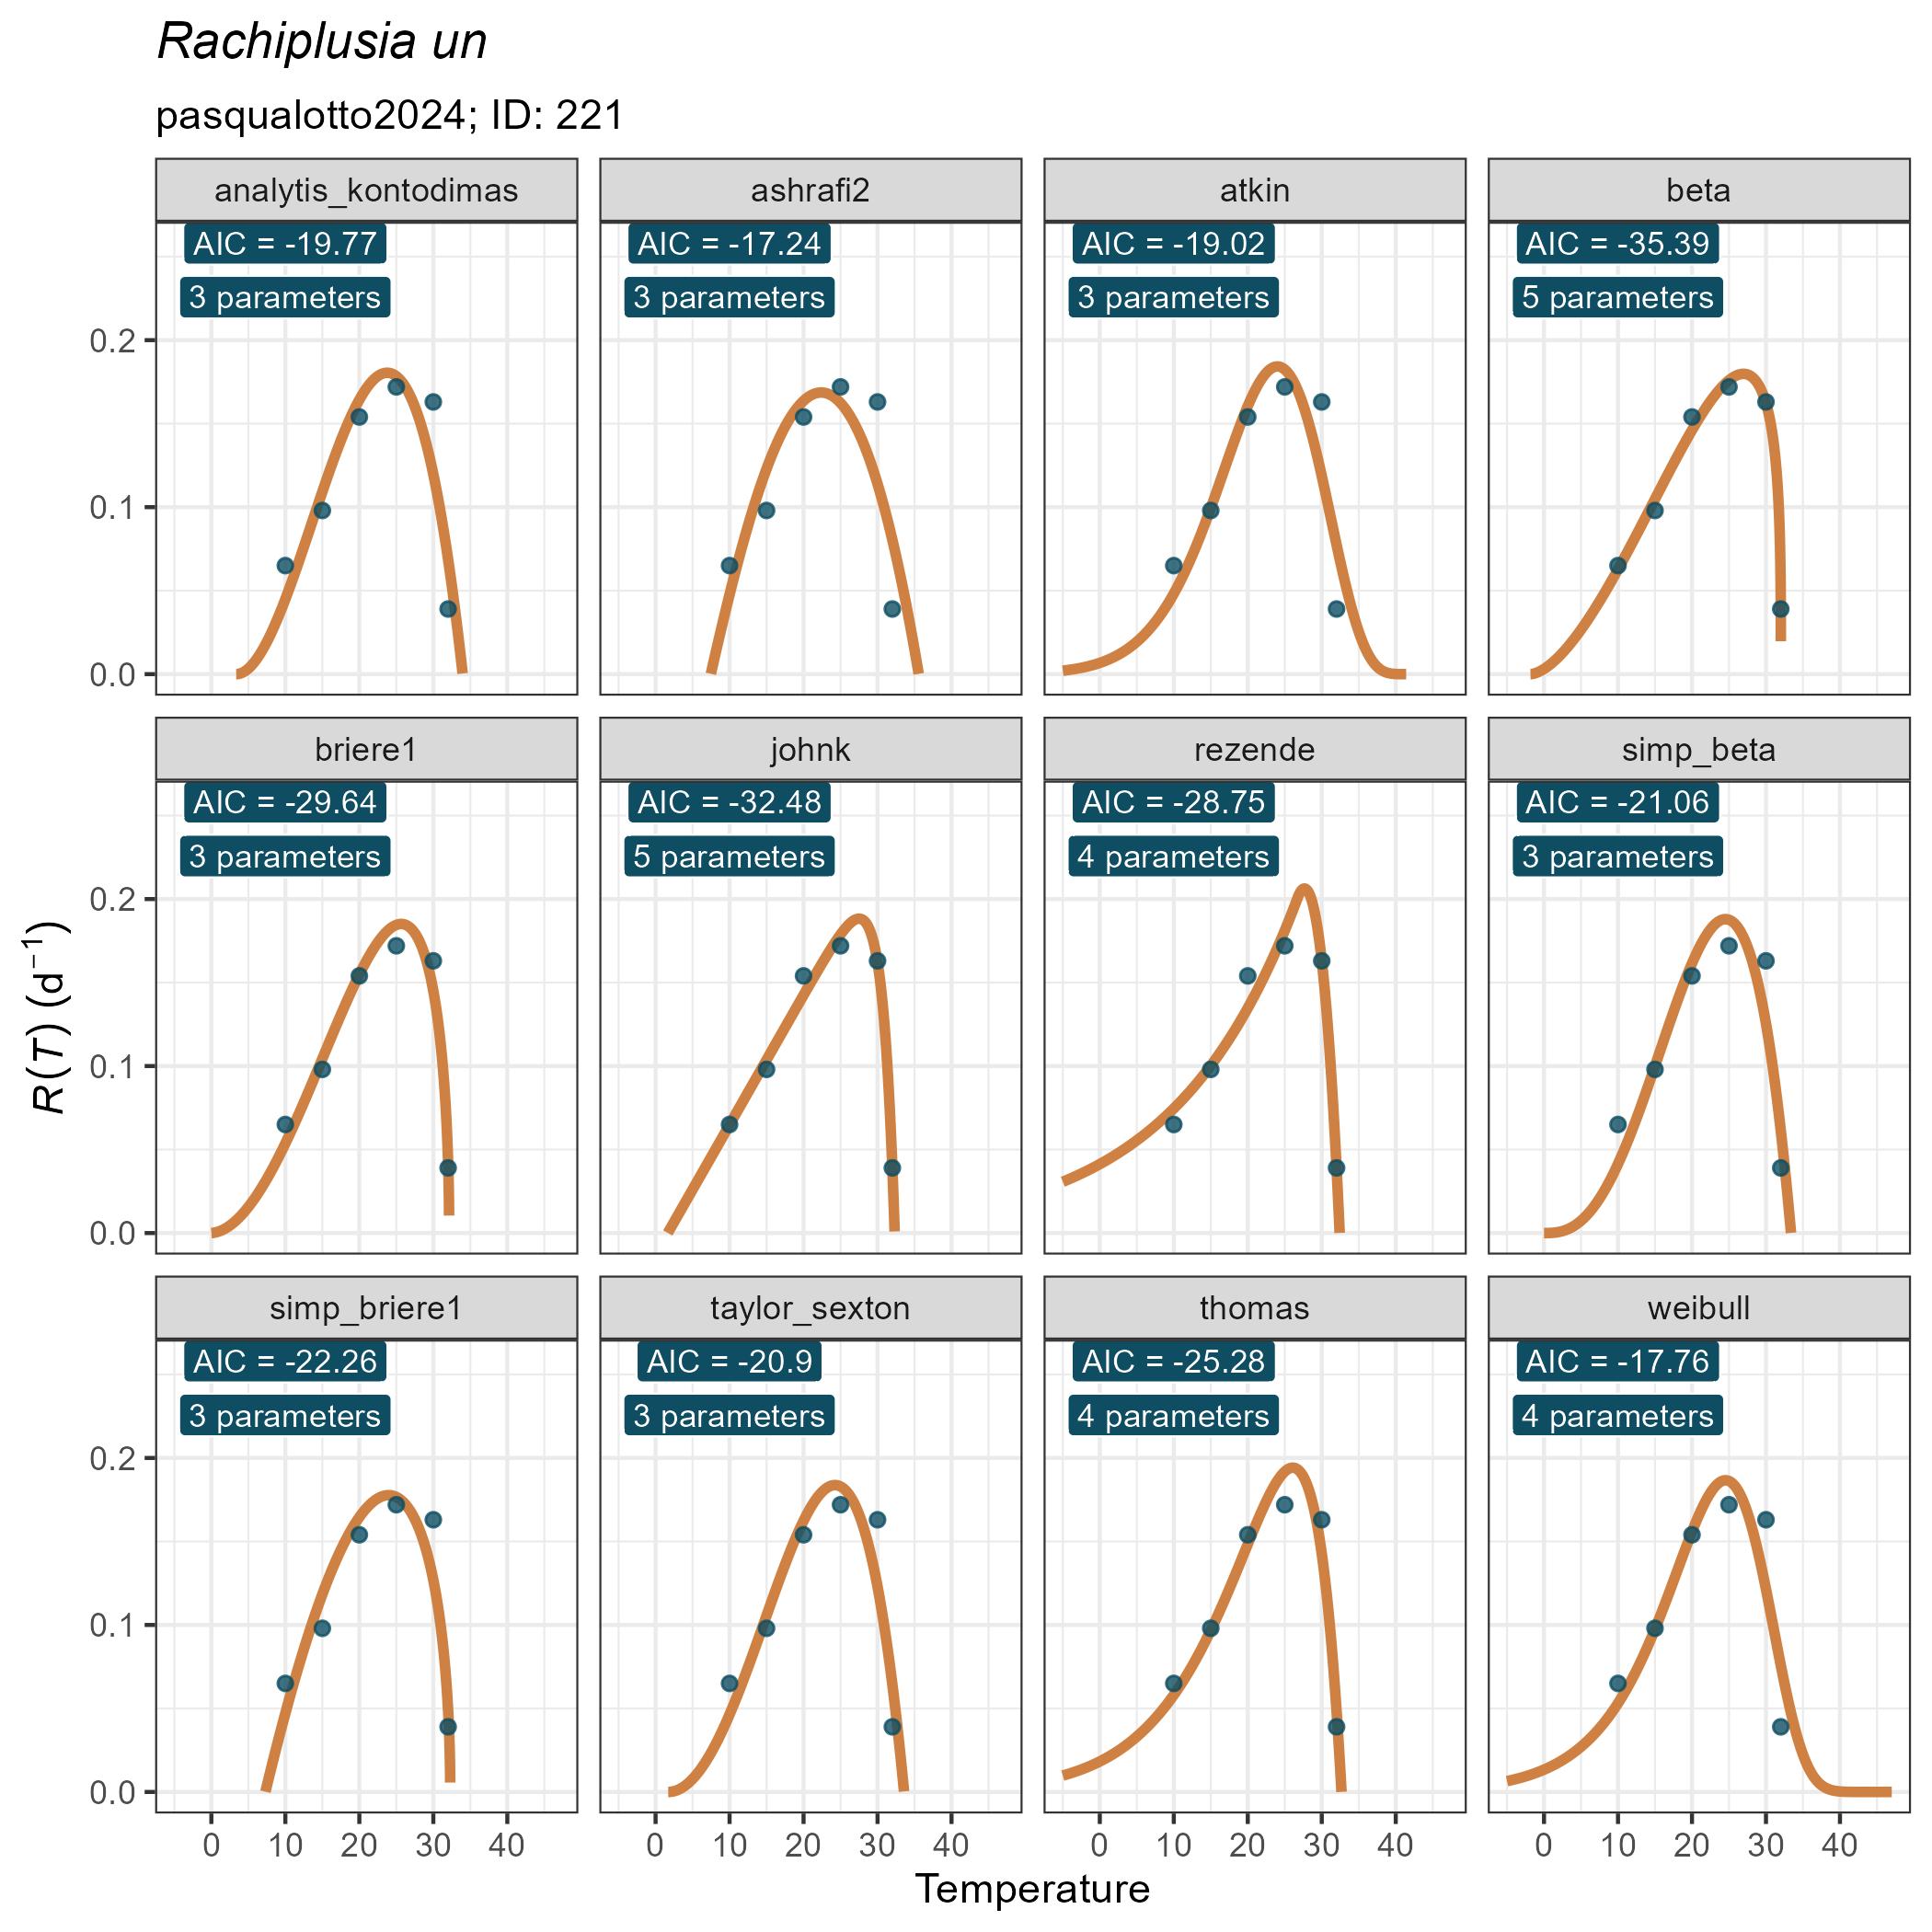 Rachiplusia un
pasqualotto2024; ID: 221
analytis_kontodimas
ashrafi2
atkin
beta
AIC = -19.77
3 parameters
AIC = -17.24
3 parameters
AIC = -19.02
3 parameters
AIC = -35.39
5 parameters
0.2
0.1
0.0
briere1
johnk
rezende
simp_beta
AIC = -29.64
3 parameters
AIC = -32.48
5 parameters
AIC = -28.75
4 parameters
AIC = -21.06
3 parameters
0.2
0.1
0.0
R(T) (d⁻¹)
simp_briere1
taylor_sexton
thomas
weibull
AIC = -22.26
3 parameters
AIC = -20.9
3 parameters
AIC = -25.28
4 parameters
AIC = -17.76
4 parameters
0.2
0.1
0.0
0 10 20 30 40
0 10 20 30 40
0 10 20 30 40
0 10 20 30 40
Temperature